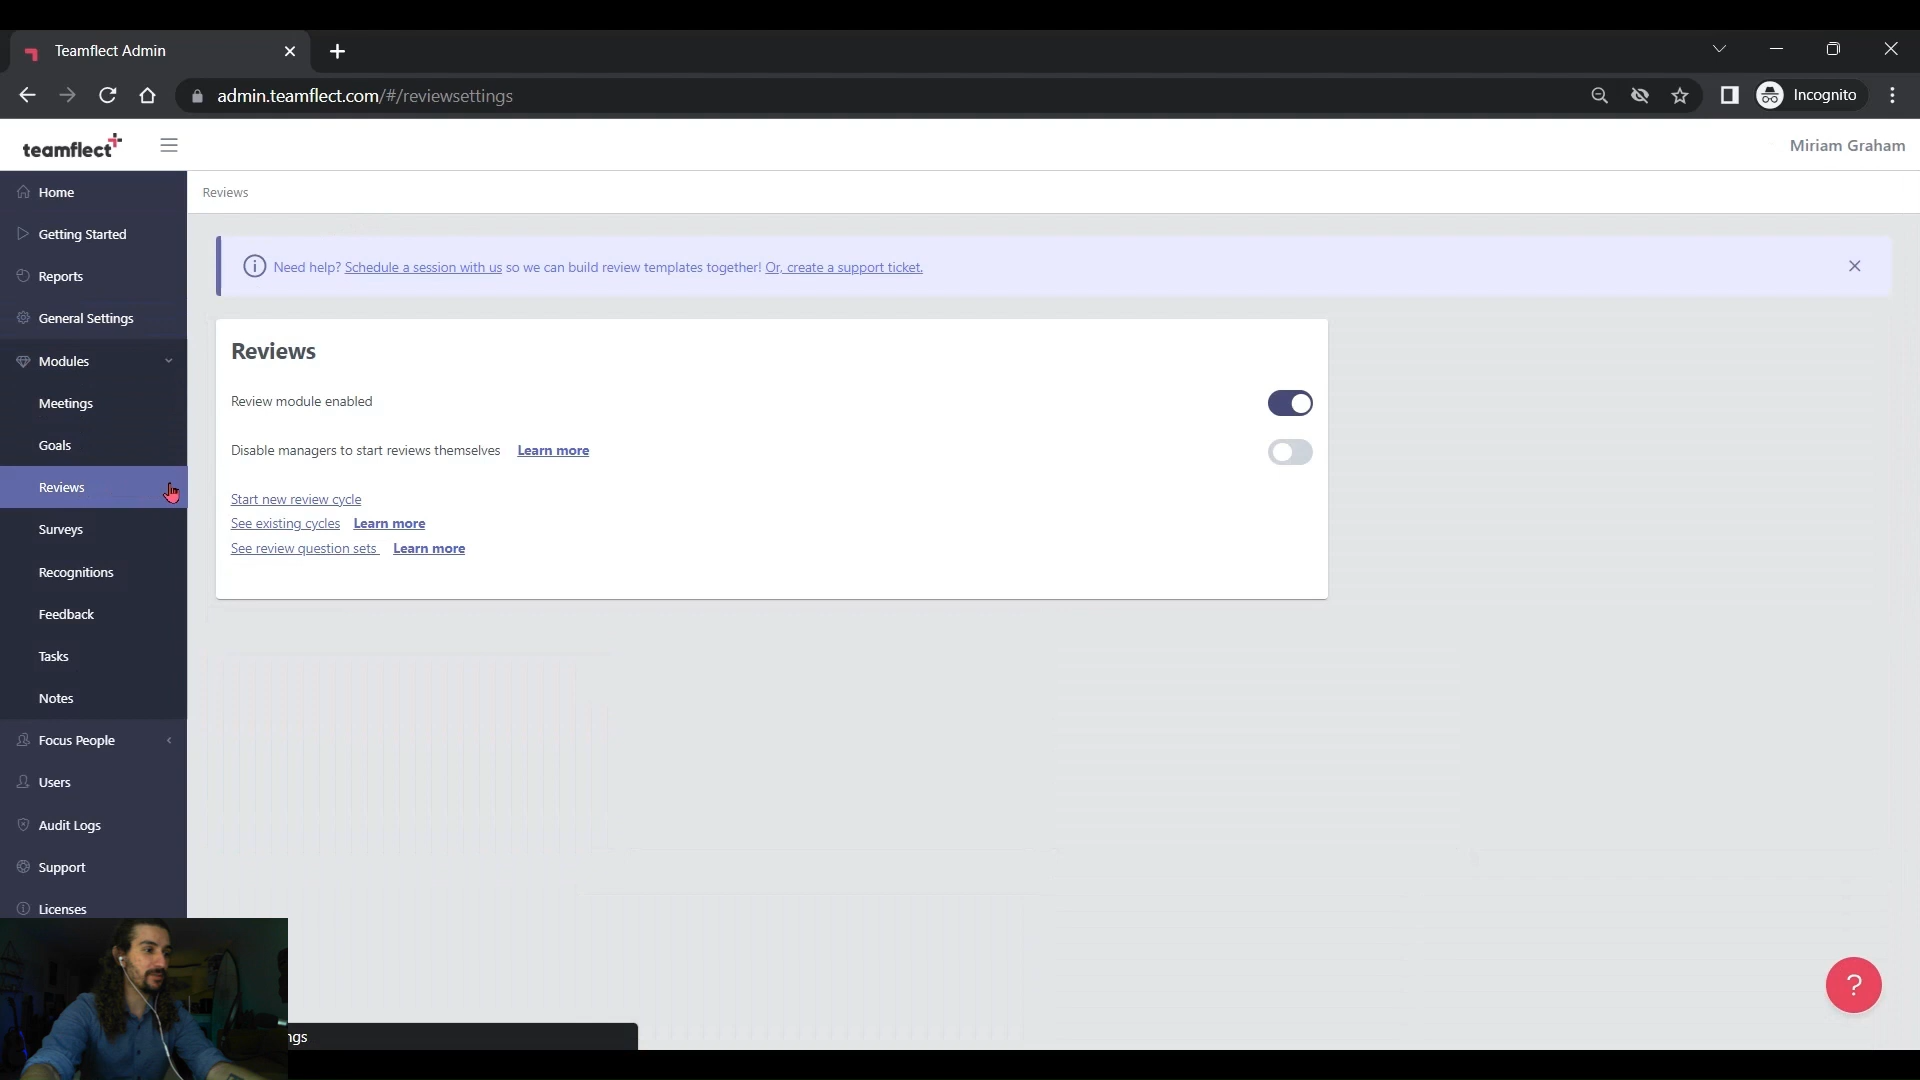 Teamflect Admin
admin.teamflect.com/#/reviewsettings
Incognito
teamflect
Miriam Graham
Home
Reviews
Getting Started
Reports
General Settings
Modules
Meetings
Goals
Reviews
Surveys
Recognitions
Feedback
Tasks
Notes
Focus People
Users
Audit Logs
Support
Licenses
Need help? Schedule a session with us so we can build review templates together! Or, create a support ticket.
Reviews
Review module enabled
Disable managers to start reviews themselves Learn more
Start new review cycle
See existing cycles Learn more
See review question sets Learn more
?
ngs